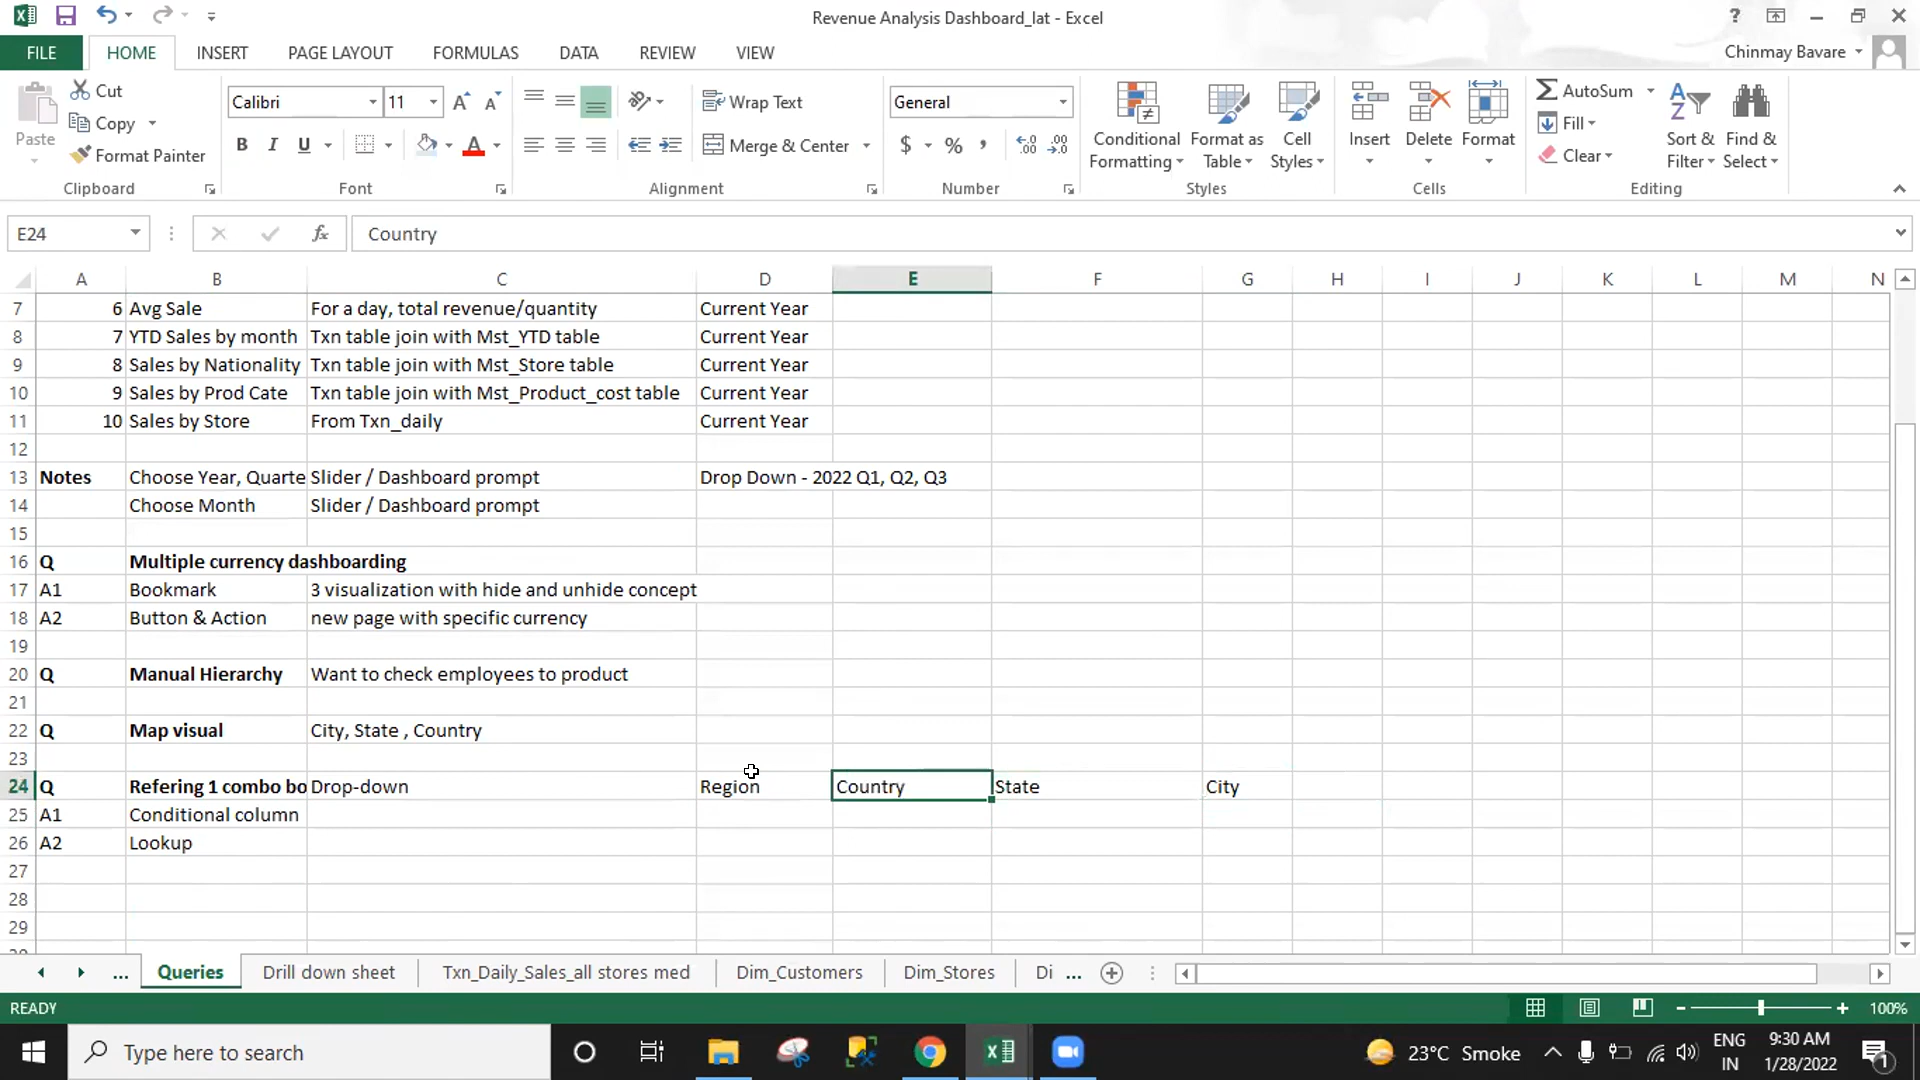 Revenue Analysis Dashboard_lat - Excel
?
FILE HOME INSERT PAGE LAYOUT FORMULAS DATA REVIEW VIEW
Chinmay Bavare
Paste
Cut
Copy
Format Painter
Clipboard
Calibri 11
B I U
Font
Wrap Text
Merge & Center
Alignment
General
$ % ,
Number
Conditional Formatting
Format as Table
Cell Styles
Styles
Insert Delete Format
Cells
AutoSum
Fill
Clear
Sort & Filter
Find & Select
Editing
E24 fx Country
A B C D E F G H I J K L M N
7 6 Avg Sale For a day, total revenue/quantity Current Year
8 7 YTD Sales by month Txn table join with Mst_YTD table Current Year
9 8 Sales by Nationality Txn table join with Mst_Store table Current Year
10 9 Sales by Prod Cate Txn table join with Mst_Product_cost table Current Year
11 10 Sales by Store From Txn_daily Current Year
12
13 Notes Choose Year, Quarte Slider / Dashboard prompt Drop Down - 2022 Q1, Q2, Q3
14 Choose Month Slider / Dashboard prompt
15
16 Q Multiple currency dashboarding
17 A1 Bookmark 3 visualization with hide and unhide concept
18 A2 Button & Action new page with specific currency
19
20 Q Manual Hierarchy Want to check employees to product
21
22 Q Map visual City, State , Country
23
24 Q Refering 1 combo bo Drop-down Region Country State City
25 A1 Conditional column
26 A2 Lookup
27
28
29
... Queries Drill down sheet Txn_Daily_Sales_all stores med Dim_Customers Dim_Stores Di ...
READY 100%
Type here to search
23°C Smoke
ENG IN
9:30 AM
1/28/2022
1